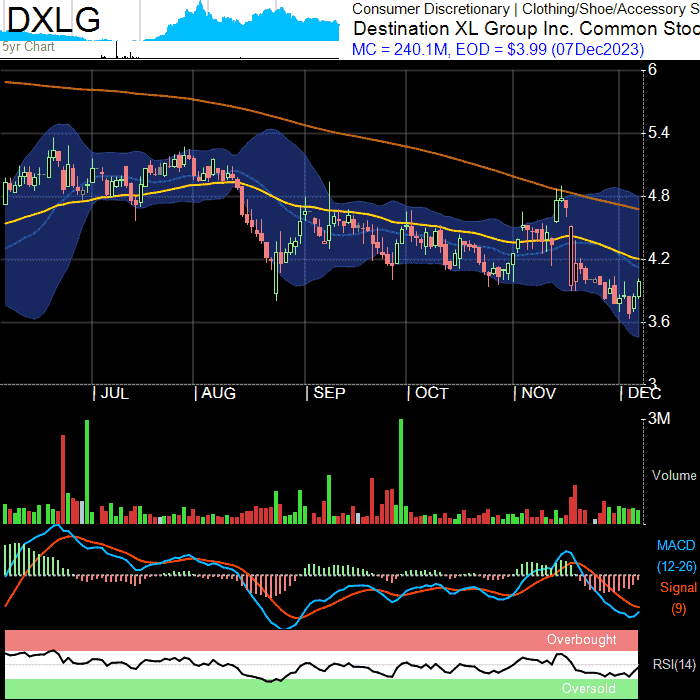 DXLG
5yr Chart
Consumer Discretionary | Clothing/Shoe/Accessory S
Destination XL Group Inc. Common Stoc
MC = 240.1M, EOD = $3.99 (07Dec2023)
6
5.4
4.8
4.2
3.6
3
JUL
AUG
SEP
OCT
NOV
DEC
3M
Volume
MACD
(12-26)
Signal
(9)
Overbought
RSI(14)
Oversold